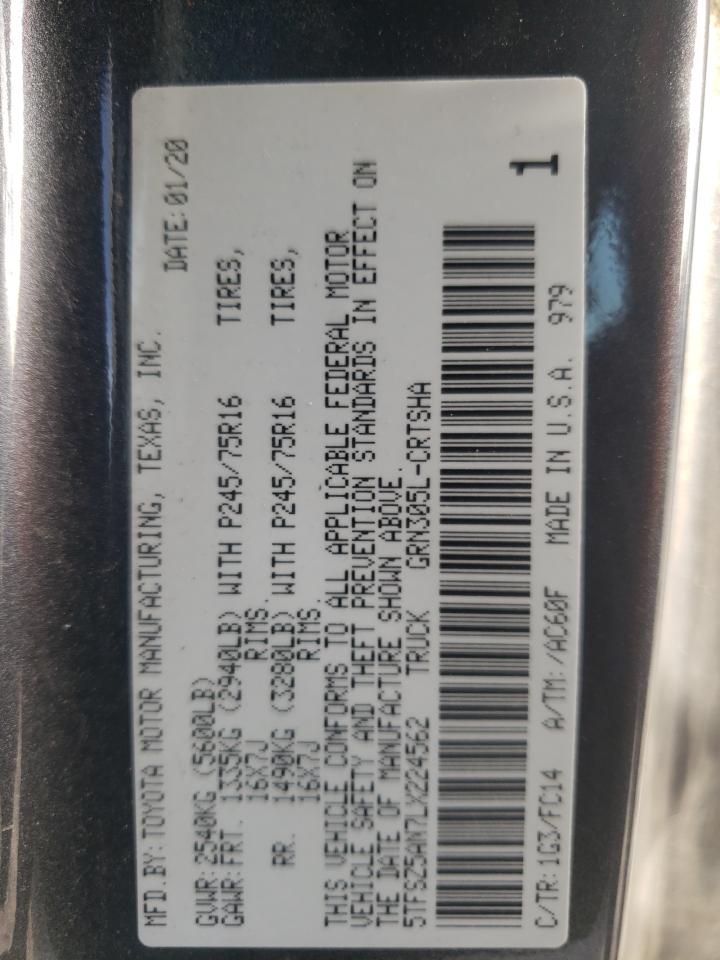 MFD.BY:TOYOTA MOTOR MANUFACTURING, TEXAS, INC.
DATE:01/20
GVWR:2540KG (5600LB)
GAWR:FRT. 1335KG (2940LB) WITH P245/75R16 TIRES,
16X7J RIMS.
RR. 1490KG (3280LB) WITH P245/75R16 TIRES,
16X7J RIMS.
THIS VEHICLE CONFORMS TO ALL APPLICABLE FEDERAL MOTOR
VEHICLE SAFETY AND THEFT PREVENTION STANDARDS IN EFFECT ON
THE DATE OF MANUFACTURE SHOWN ABOVE.
5TFSZ5AN7LX224562 TRUCK GRN305L-CRTSHA
1
C/TR:1G3/FC14 A/TM:/AC60F MADE IN U.S.A. 979